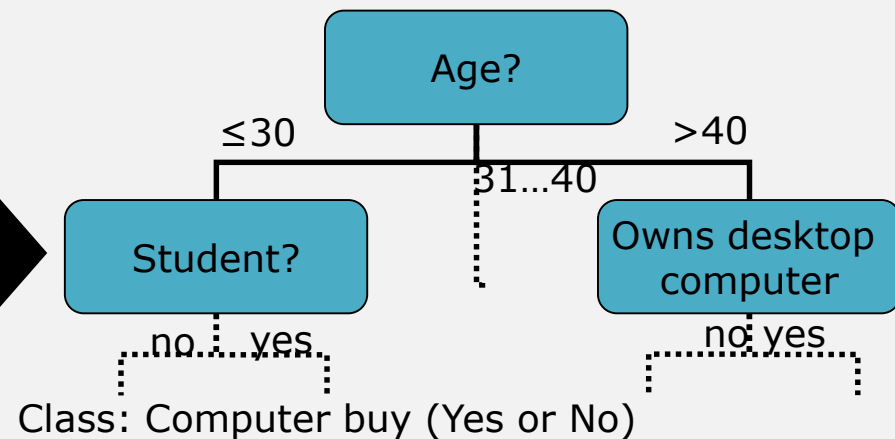 Age?
≤30
>40
31...40
Student?
Owns desktop
computer
no yes
no yes
Class: Computer buy (Yes or No)